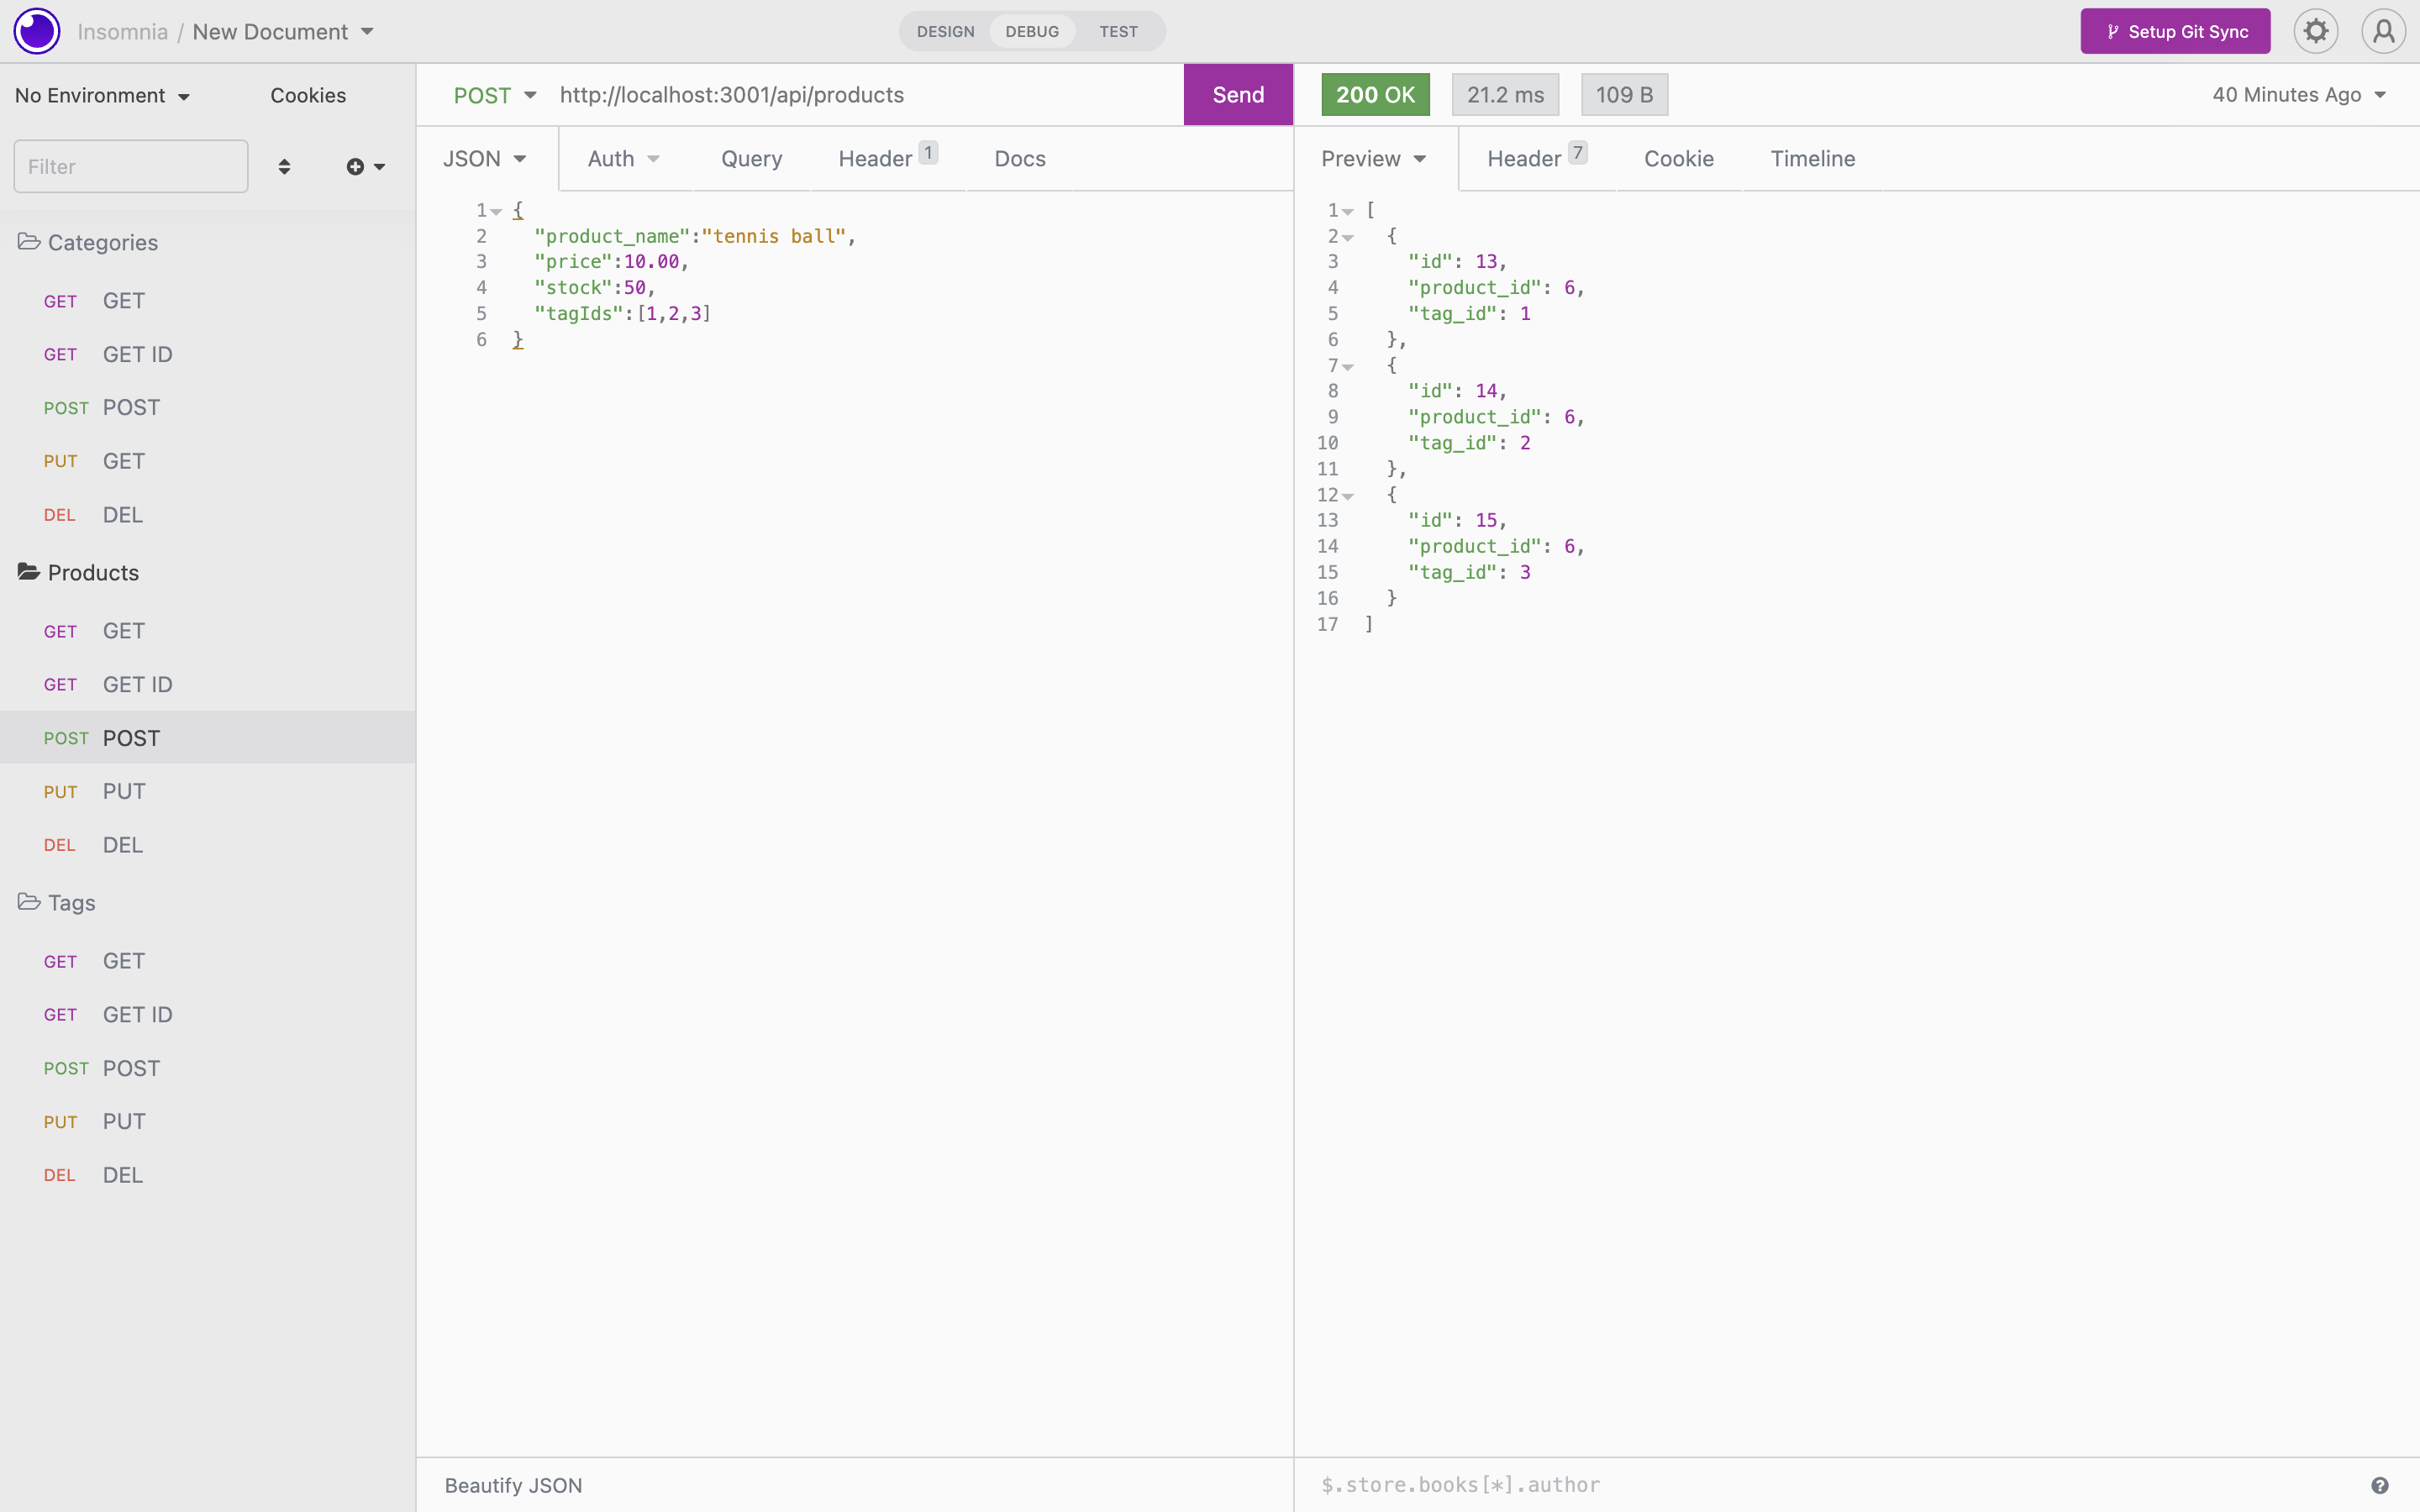 Insomnia / New Document
DESIGN DEBUG TEST
Setup Git Sync
No Environment Cookies
Filter
Categories
GET GET
GET GET ID
POST POST
PUT GET
DEL DEL
Products
GET GET
GET GET ID
POST POST
PUT PUT
DEL DEL
Tags
GET GET
GET GET ID
POST POST
PUT PUT
DEL DEL
POST http://localhost:3001/api/products Send
JSON Auth Query Header 1 Docs
1 {
2 "product_name":"tennis ball",
3 "price":10.00,
4 "stock":50,
5 "tagIds":[1,2,3]
6 }
Beautify JSON
200 OK 21.2 ms 109 B 40 Minutes Ago
Preview Header 7 Cookie Timeline
1 [
2 {
3 "id": 13,
4 "product_id": 6,
5 "tag_id": 1
6 },
7 {
8 "id": 14,
9 "product_id": 6,
10 "tag_id": 2
11 },
12 {
13 "id": 15,
14 "product_id": 6,
15 "tag_id": 3
16 }
17 ]
$.store.books[*].author
?